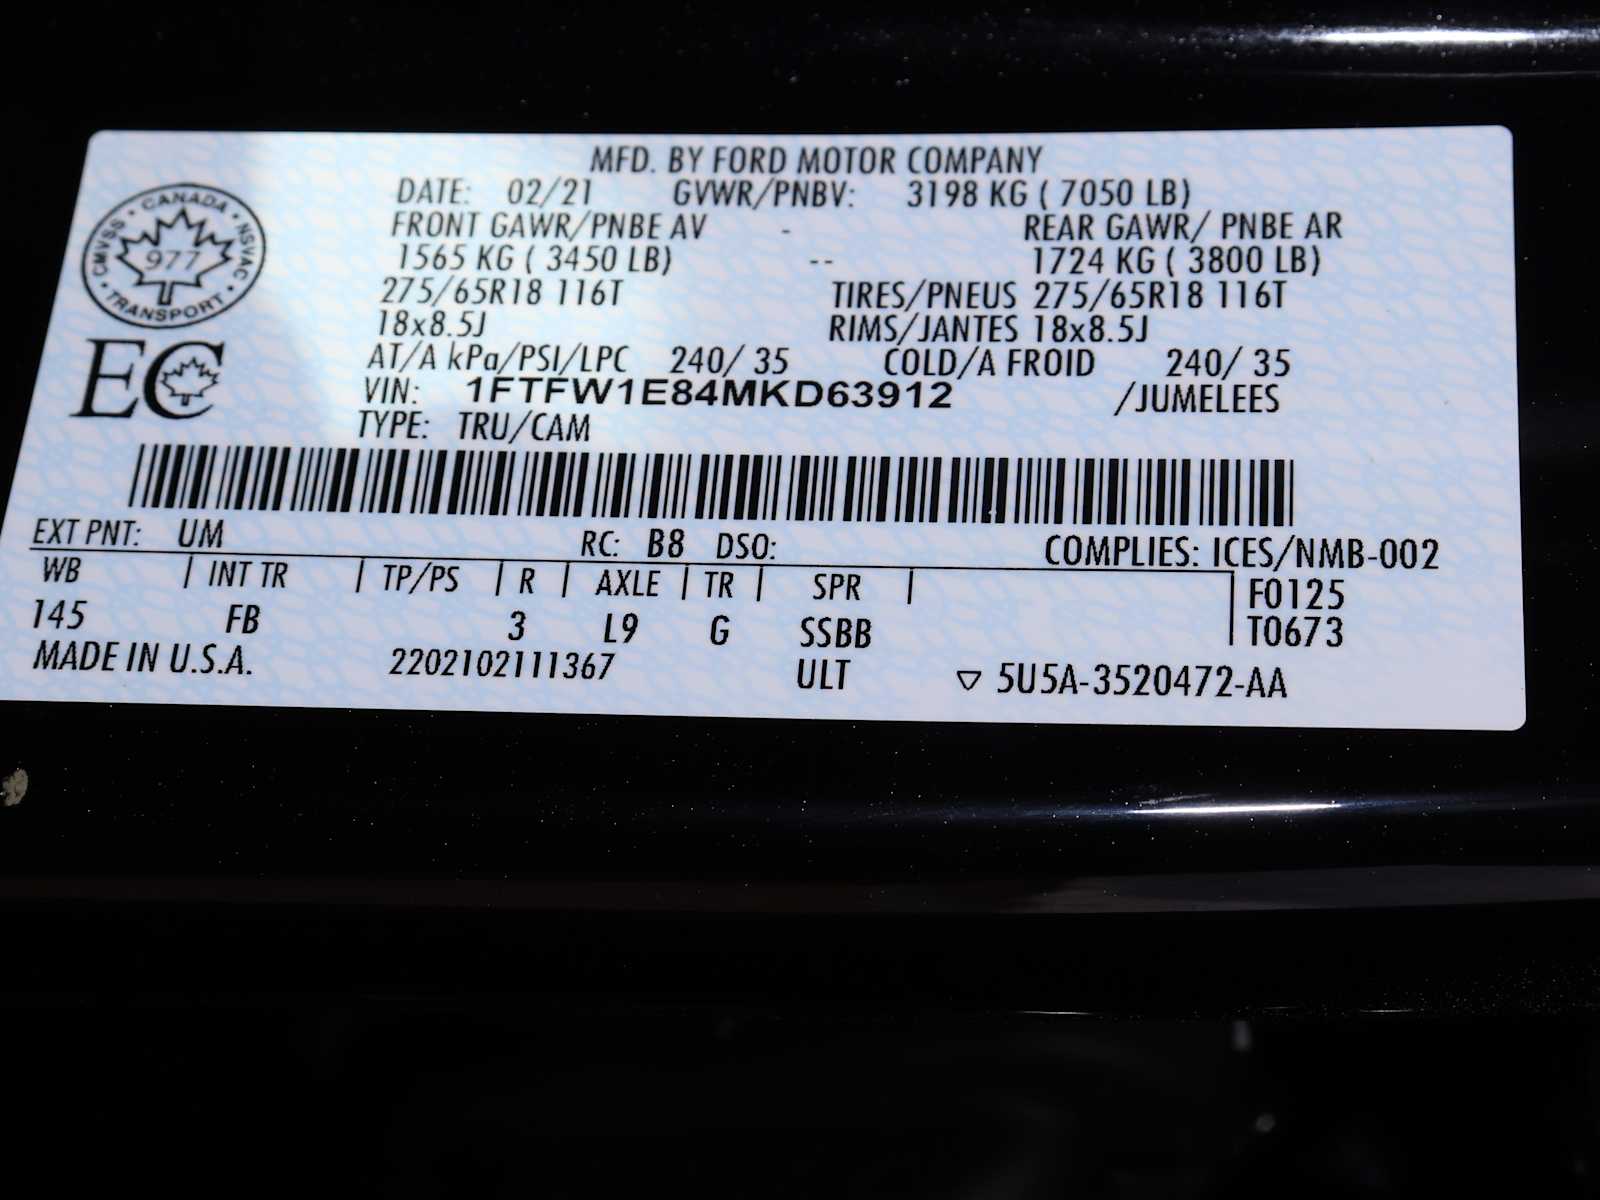 MFD. BY FORD MOTOR COMPANY
DATE: 02/21 GVWR/PNBV: 3198 KG ( 7050 LB)
FRONT GAWR/PNBE AV - REAR GAWR/ PNBE AR
1565 KG ( 3450 LB) -- 1724 KG ( 3800 LB)
275/65R18 116T TIRES/PNEUS 275/65R18 116T
18x8.5J RIMS/JANTES 18x8.5J
AT/A kPa/PSI/LPC 240/ 35 COLD/A FROID 240/ 35
VIN: 1FTFW1E84MKD63912 /JUMELEES
TYPE: TRU/CAM
CANADA • NSVAC • TRANSPORT • CMVSS •
977
EC
EXT PNT: UM RC: B8 DSO: COMPLIES: ICES/NMB-002
WB | INT TR | TP/PS | R | AXLE | TR | SPR | F0125
145 FB 3 L9 G SSBB T0673
MADE IN U.S.A. 2202102111367 ULT ▽ 5U5A-3520472-AA